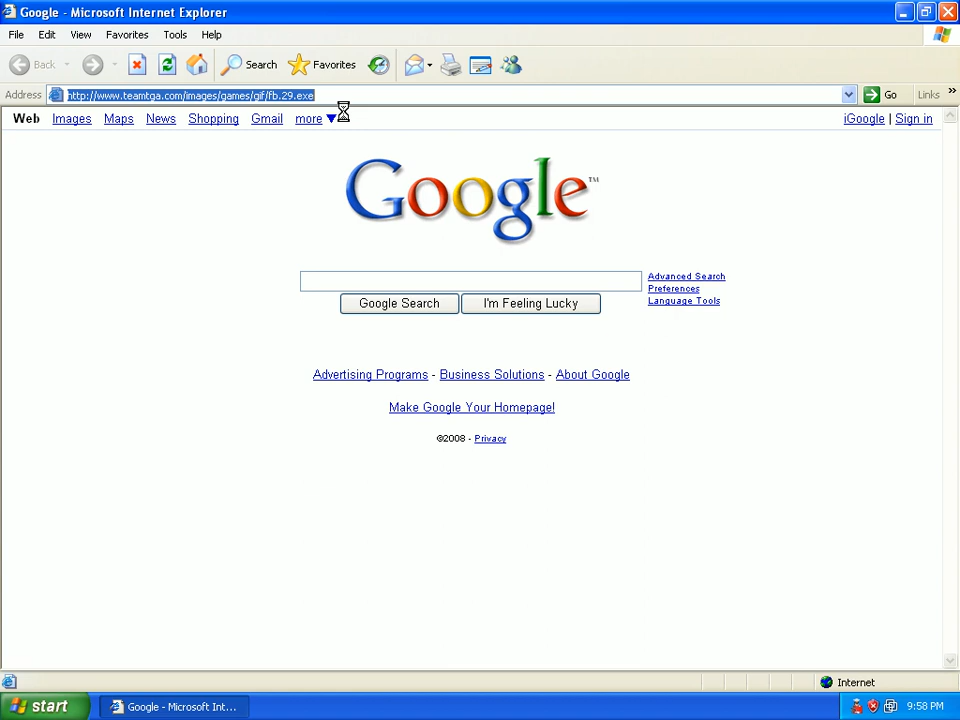 Google - Microsoft Internet Explorer
File Edit View Favorites Tools Help
Back Search Favorites
Address http://www.teamtga.com/images/games/gif/fb.29.exe Go Links »
Web Images Maps News Shopping Gmail more ▼ iGoogle | Sign in
Google™
Advanced Search
Preferences
Language Tools
Google Search I'm Feeling Lucky
Advertising Programs - Business Solutions - About Google
Make Google Your Homepage!
©2008 - Privacy
Internet
start Google - Microsoft Int... 9:58 PM